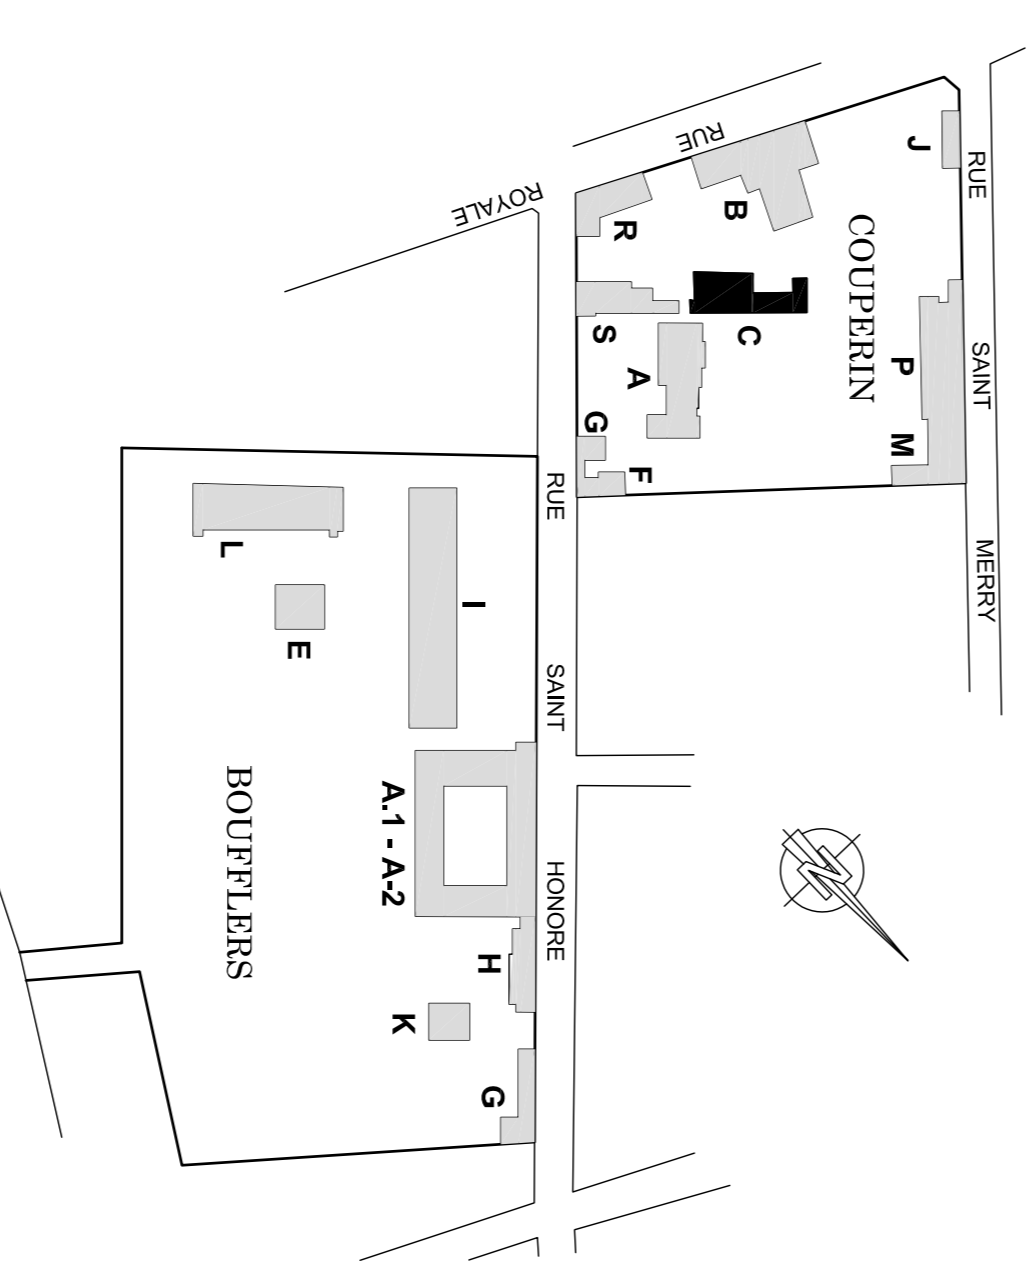 RUE
ROYALE
RUE
SAINT
MERRY
RUE
SAINT
HONORE
COUPERIN
J
B
R
C
S
A
P
G
F
M
BOUFFLERS
L
I
E
A.1 - A-2
H
K
G
N